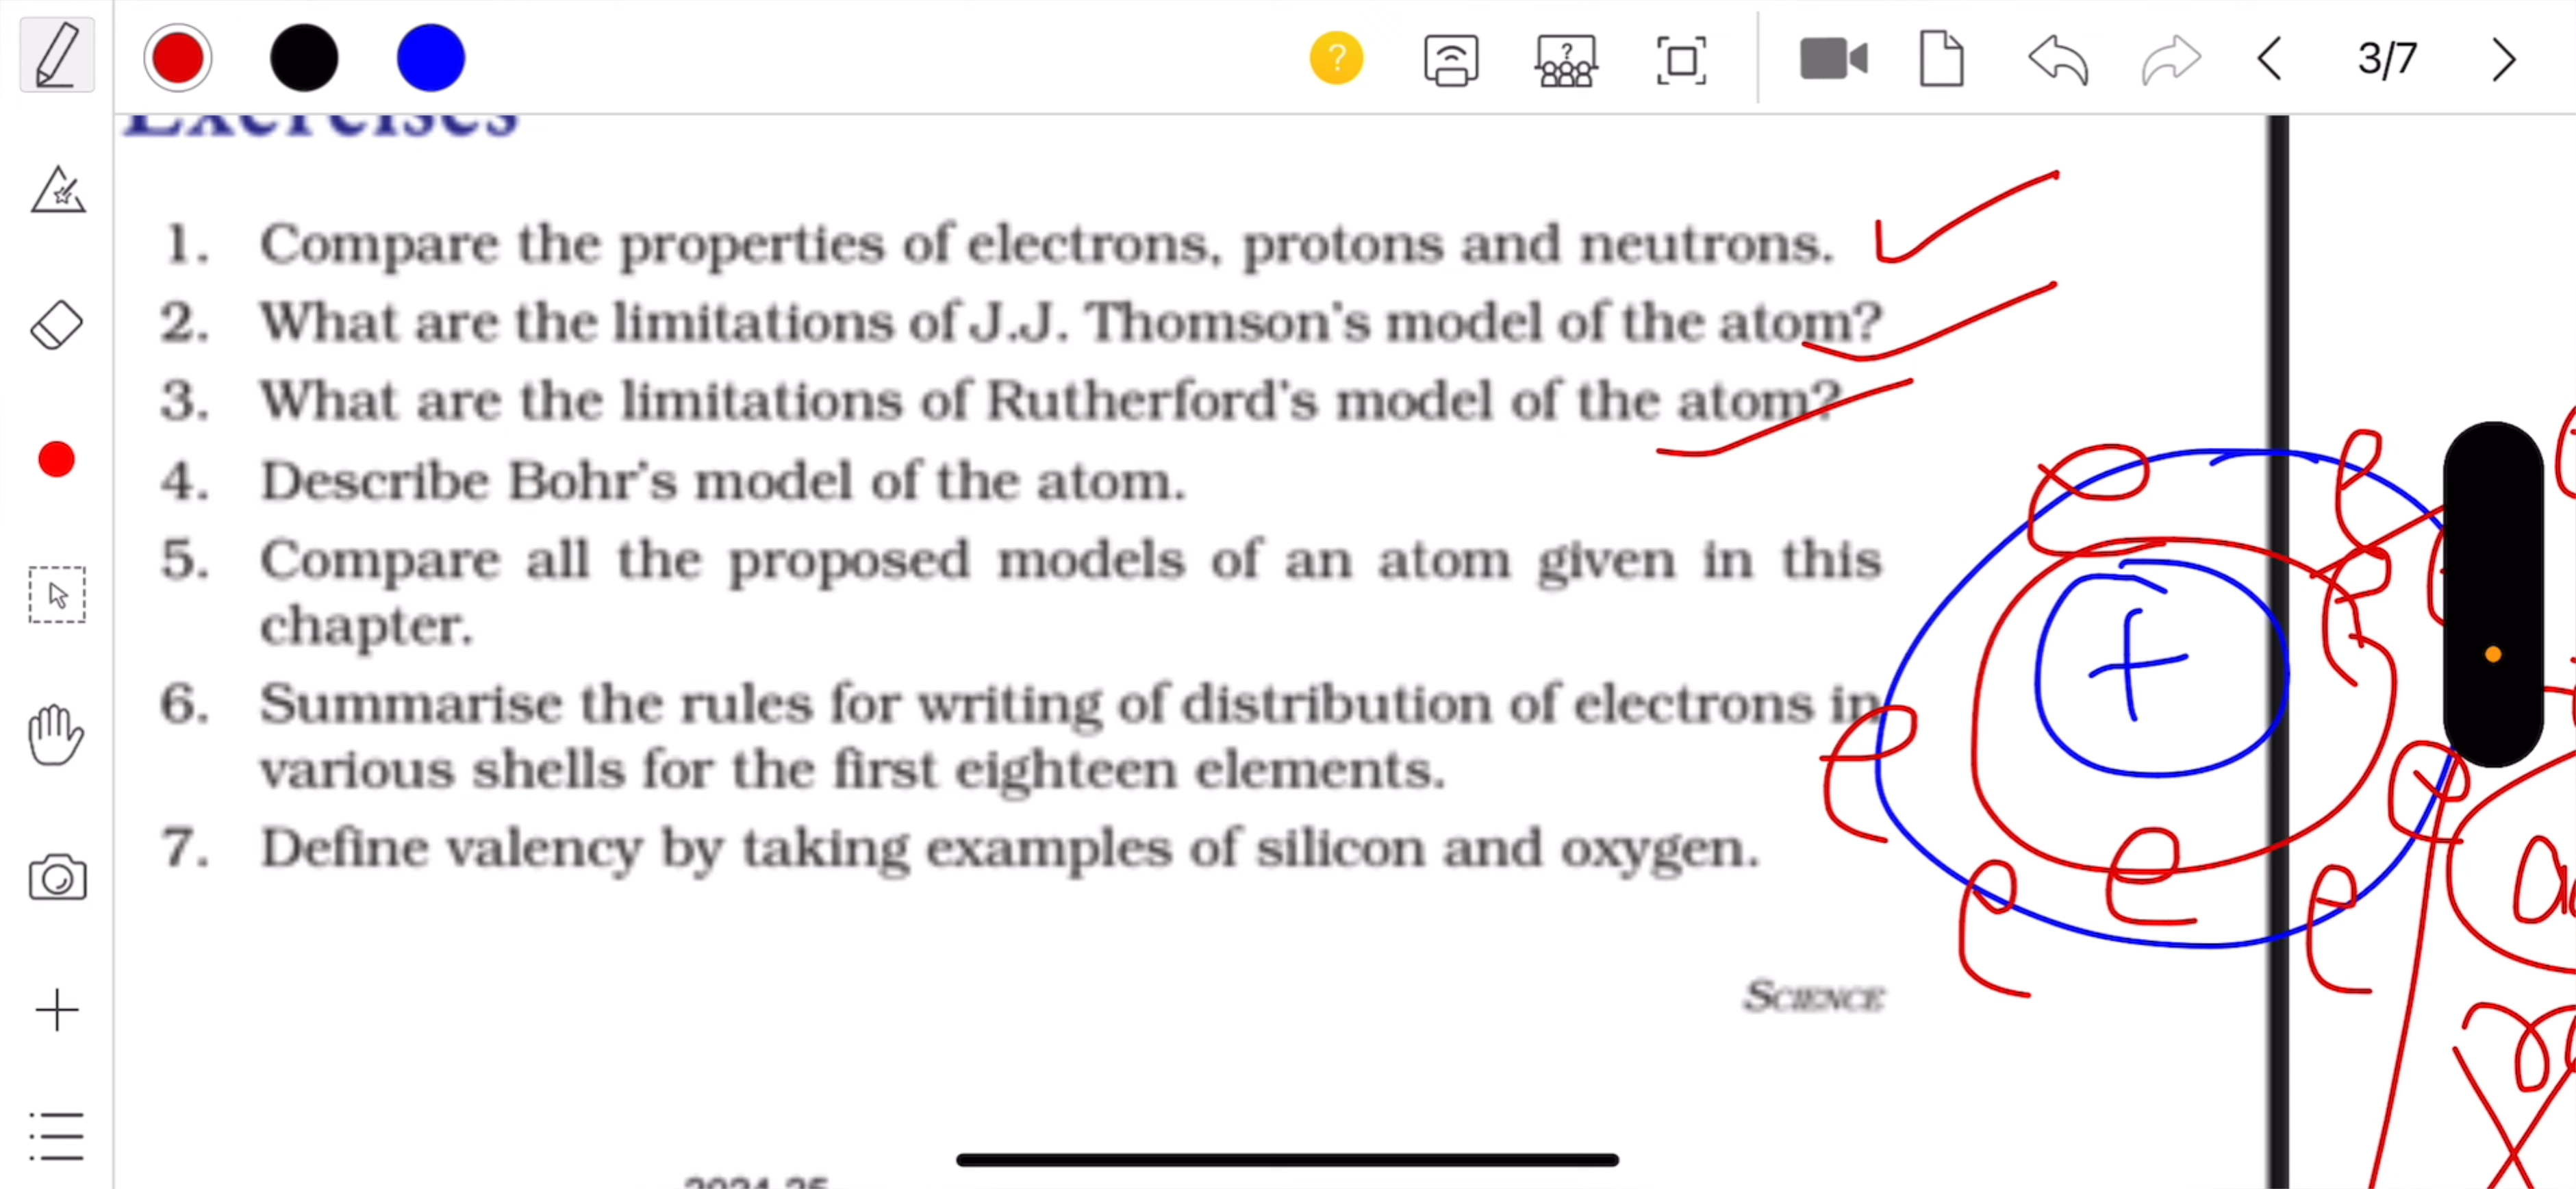 3/7
Exercises
1. Compare the properties of electrons, protons and neutrons.
2. What are the limitations of J.J. Thomson's model of the atom?
3. What are the limitations of Rutherford's model of the atom?
4. Describe Bohr's model of the atom.
5. Compare all the proposed models of an atom given in this
chapter.
6. Summarise the rules for writing of distribution of electrons in
various shells for the first eighteen elements.
7. Define valency by taking examples of silicon and oxygen.
+
e
e
e
e
e
e
e
e
SCIENCE
2024-25